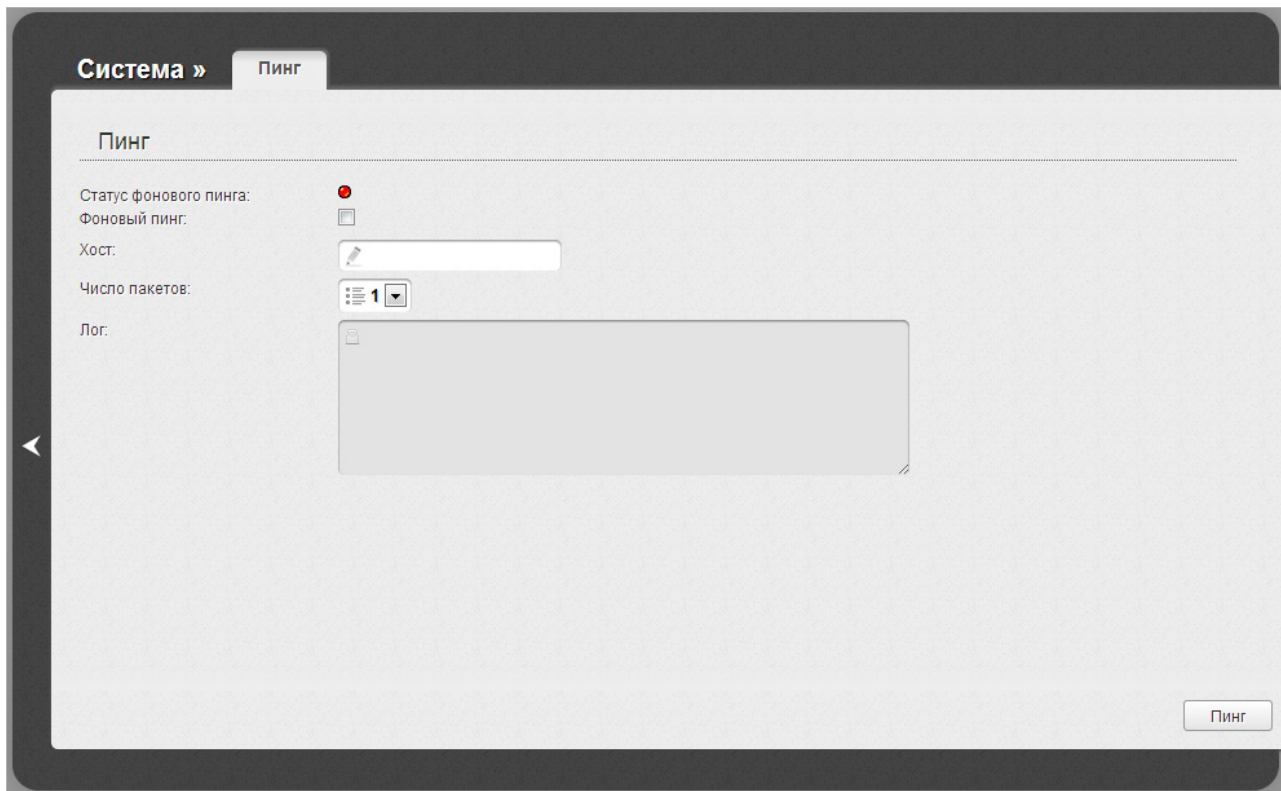 Система »
Пинг
Пинг
Статус фонового пинга:
Фоновый пинг:
Хост:
Число пакетов:
1
Лог:
Пинг